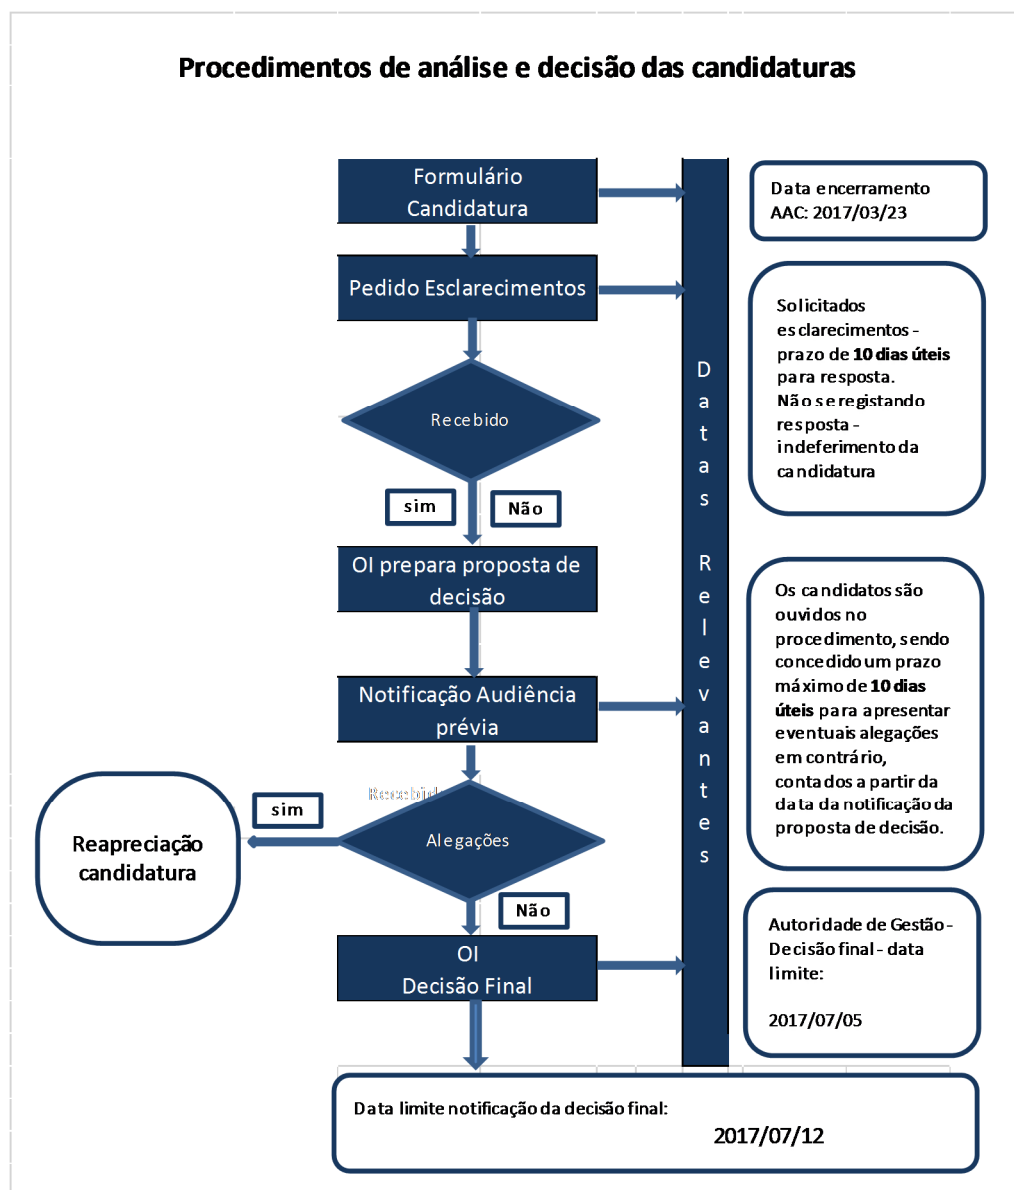 Procedimentos de análise e decisão das candidaturas
Formulário
Candidatura
Data encerramento
AAC: 2017/03/23
Pedido Esclarecimentos
Solicitados
esclarecimentos -
prazo de 10 dias úteis
para resposta.
Não se registando
resposta -
indeferimento da
candidatura
Recebido
sim
Não
Datas Relevantes
OI prepara proposta de
decisão
Os candidatos são
ouvidos no
procedimento, sendo
concedido um prazo
máximo de 10 dias
úteis para apresentar
eventuais alegações
em contrário,
contados a partir da
data da notificação da
proposta de decisão.
Notificação Audiência
prévia
sim
Reapreciação
candidatura
Alegações
Não
OI
Decisão Final
Autoridade de Gestão -
Decisão final - data
limite:
2017/07/05
Data limite notificação da decisão final:
2017/07/12